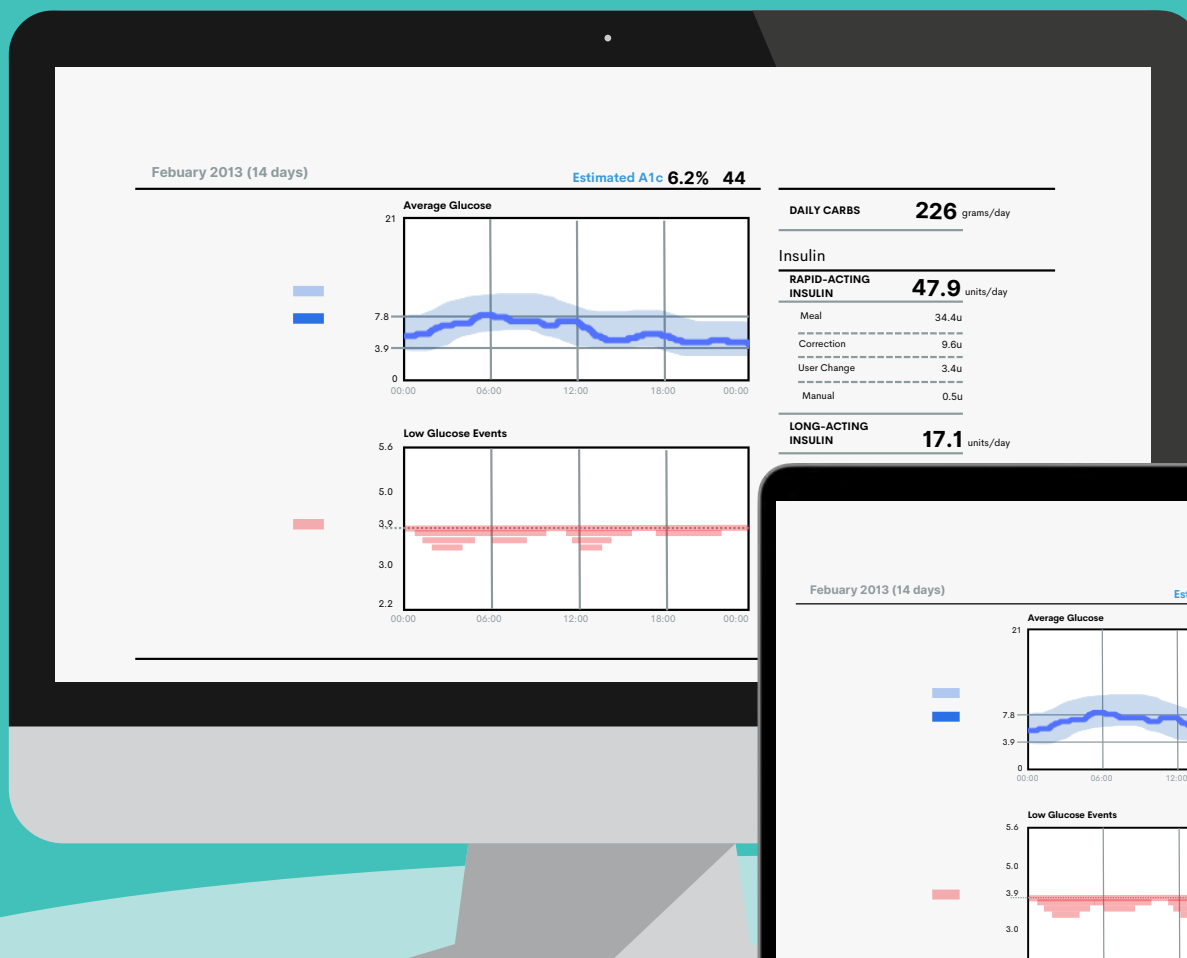 Febuary 2013 (14 days)
Estimated A1c 6.2% 44
Average Glucose
21
7.8
3.9
0
00:00 06:00 12:00 18:00 00:00
Low Glucose Events
5.6
5.0
3.9
3.0
2.2
00:00 06:00 12:00 18:00 00:00
DAILY CARBS 226 grams/day
Insulin
RAPID-ACTING
INSULIN 47.9 units/day
Meal 34.4u
Correction 9.6u
User Change 3.4u
Manual 0.5u
LONG-ACTING
INSULIN 17.1 units/day
Febuary 2013 (14 days)
Est
Average Glucose
21
7.8
3.9
0
00:00 06:00 12:00
Low Glucose Events
5.6
5.0
3.9
3.0